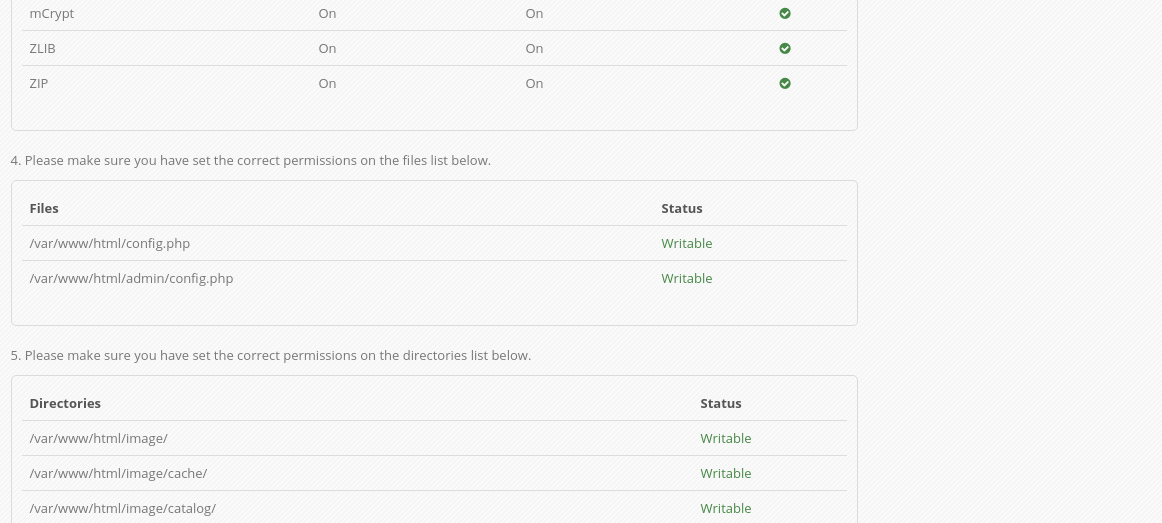 mCrypt On On
ZLIB On On
ZIP On On
4. Please make sure you have set the correct permissions on the files list below.
Files Status
/var/www/html/config.php Writable
/var/www/html/admin/config.php Writable
5. Please make sure you have set the correct permissions on the directories list below.
Directories Status
/var/www/html/image/ Writable
/var/www/html/image/cache/ Writable
/var/www/html/image/catalog/ Writable